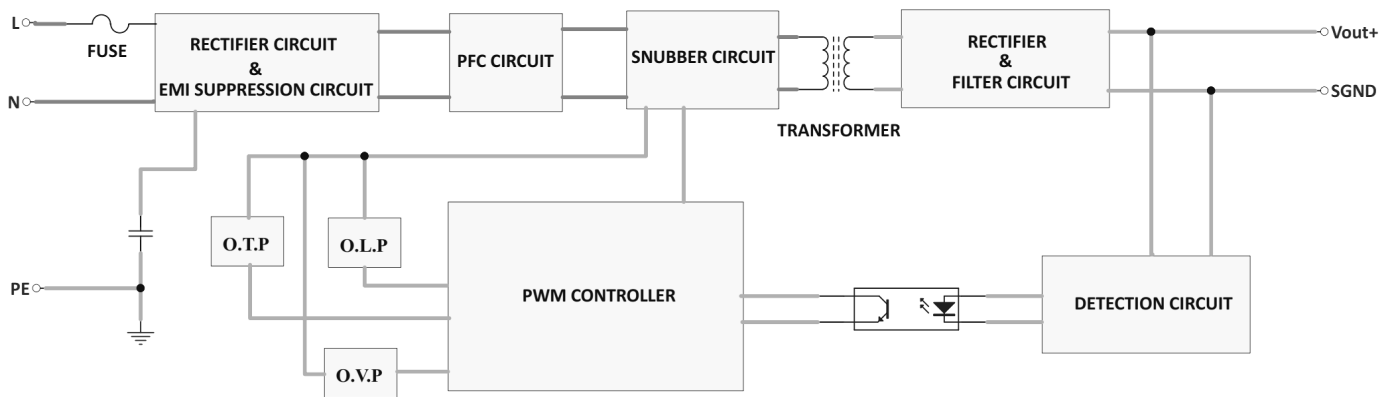 L
FUSE
N
RECTIFIER CIRCUIT
&
EMI SUPPRESSION CIRCUIT
PFC CIRCUIT
SNUBBER CIRCUIT
TRANSFORMER
RECTIFIER
&
FILTER CIRCUIT
Vout+
SGND
O.T.P
O.L.P
O.V.P
PE
PWM CONTROLLER
DETECTION CIRCUIT